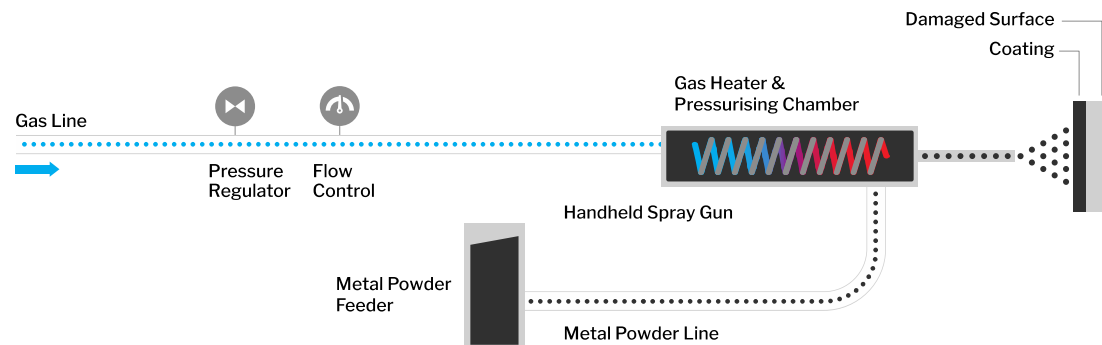 Damaged Surface
Coating
Gas Heater &
Pressurising Chamber
Gas Line
Pressure
Regulator
Flow
Control
Handheld Spray Gun
Metal Powder
Feeder
Metal Powder Line